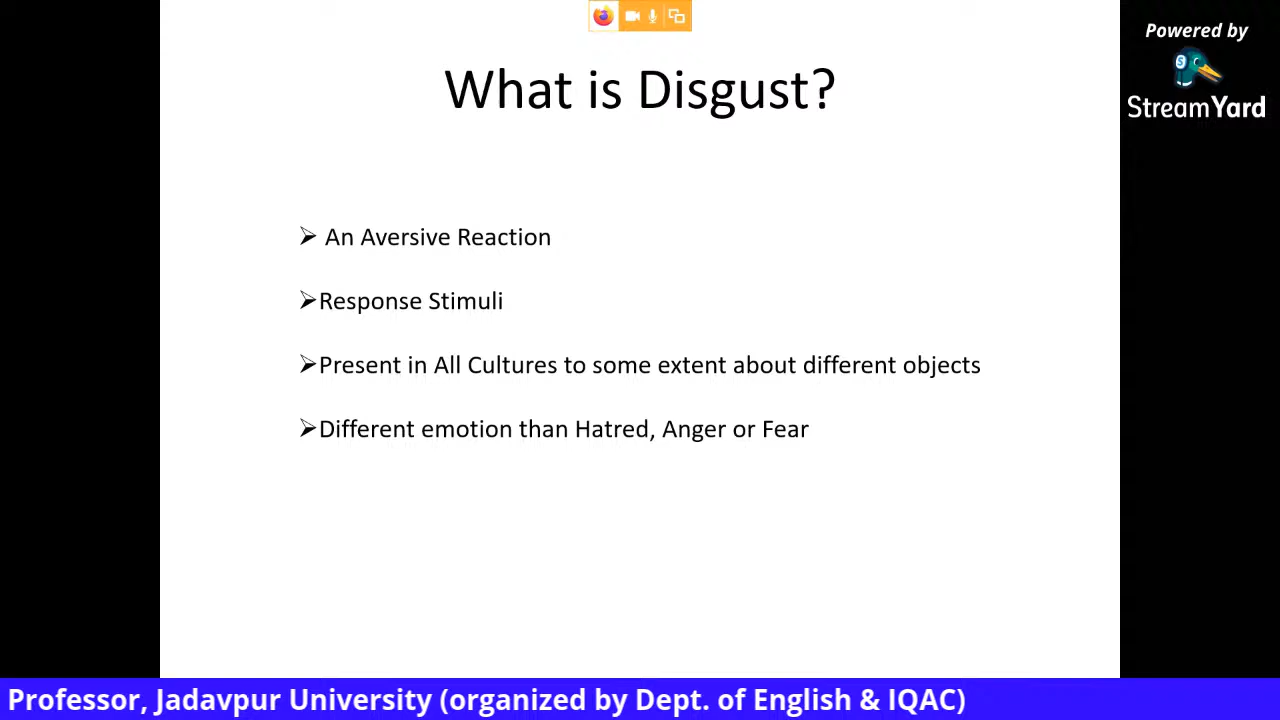 Powered by
StreamYard
What is Disgust?
➢ An Aversive Reaction
➢Response Stimuli
➢Present in All Cultures to some extent about different objects
➢Different emotion than Hatred, Anger or Fear
Professor, Jadavpur University (organized by Dept. of English & IQAC)